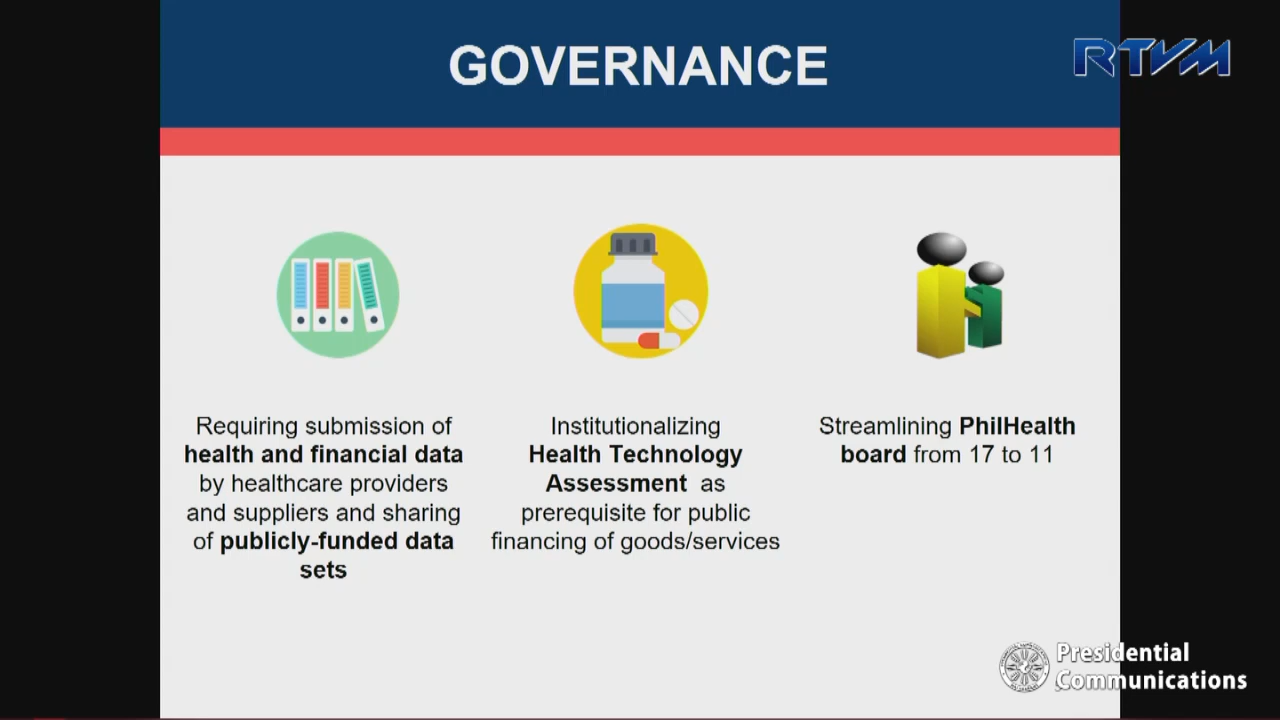 GOVERNANCE
RTVM
Requiring submission of
health and financial data
by healthcare providers
and suppliers and sharing
of publicly-funded data
sets
Institutionalizing
Health Technology
Assessment as
prerequisite for public
financing of goods/services
Streamlining PhilHealth
board from 17 to 11
Presidential
Communications